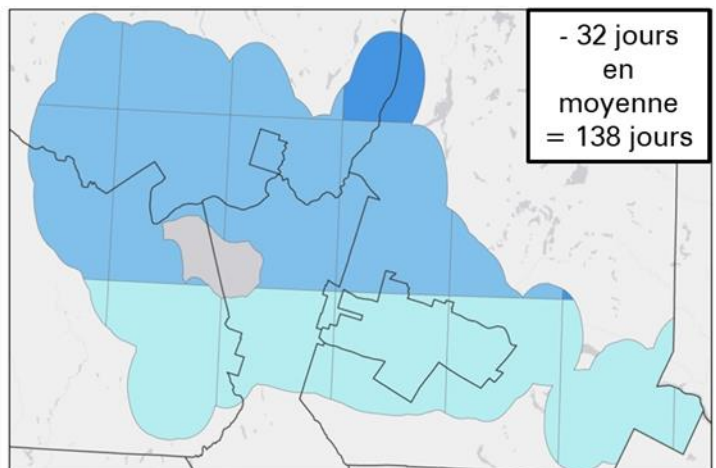 - 32 jours
en
moyenne
= 138 jours